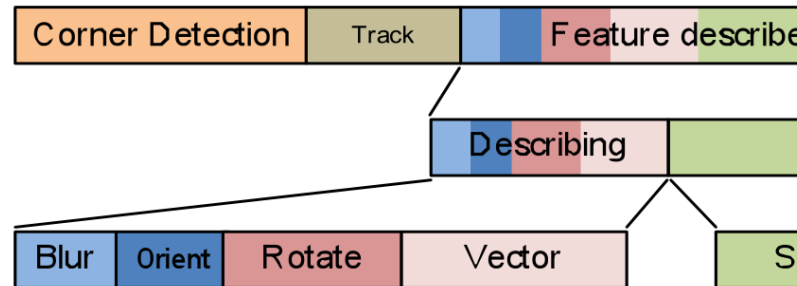 Corner Detection Track Feature describe
Describing
Blur Orient Rotate Vector S